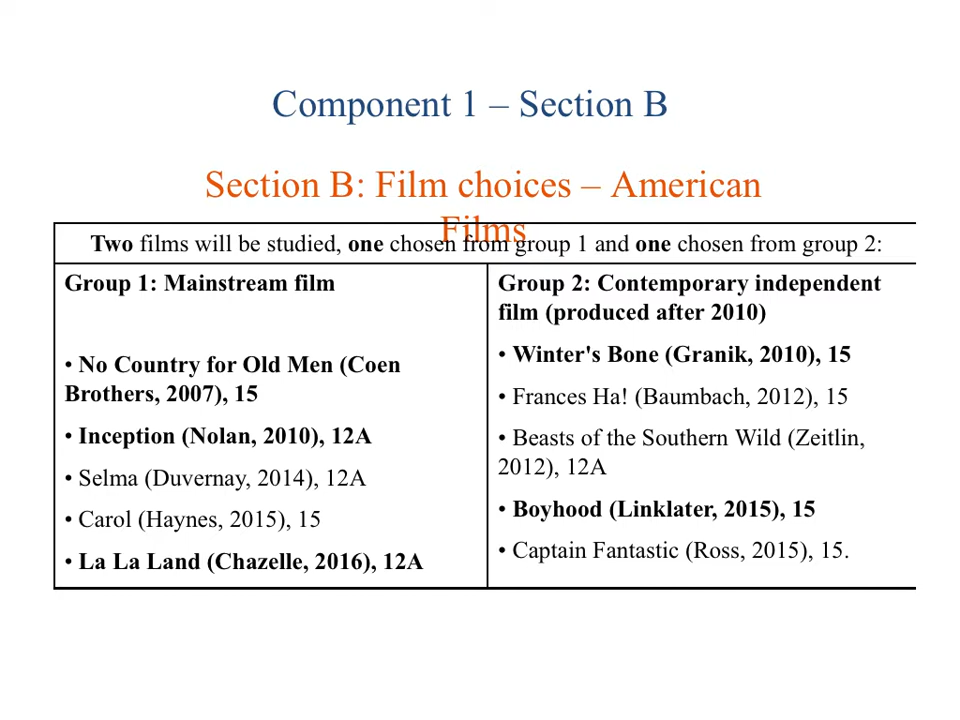 Component 1 – Section B
Section B: Film choices – American
Films
Two films will be studied, one chosen from group 1 and one chosen from group 2:
Group 1: Mainstream film
• No Country for Old Men (Coen
Brothers, 2007), 15
• Inception (Nolan, 2010), 12A
• Selma (Duvernay, 2014), 12A
• Carol (Haynes, 2015), 15
• La La Land (Chazelle, 2016), 12A
Group 2: Contemporary independent
film (produced after 2010)
• Winter's Bone (Granik, 2010), 15
• Frances Ha! (Baumbach, 2012), 15
• Beasts of the Southern Wild (Zeitlin,
2012), 12A
• Boyhood (Linklater, 2015), 15
• Captain Fantastic (Ross, 2015), 15.